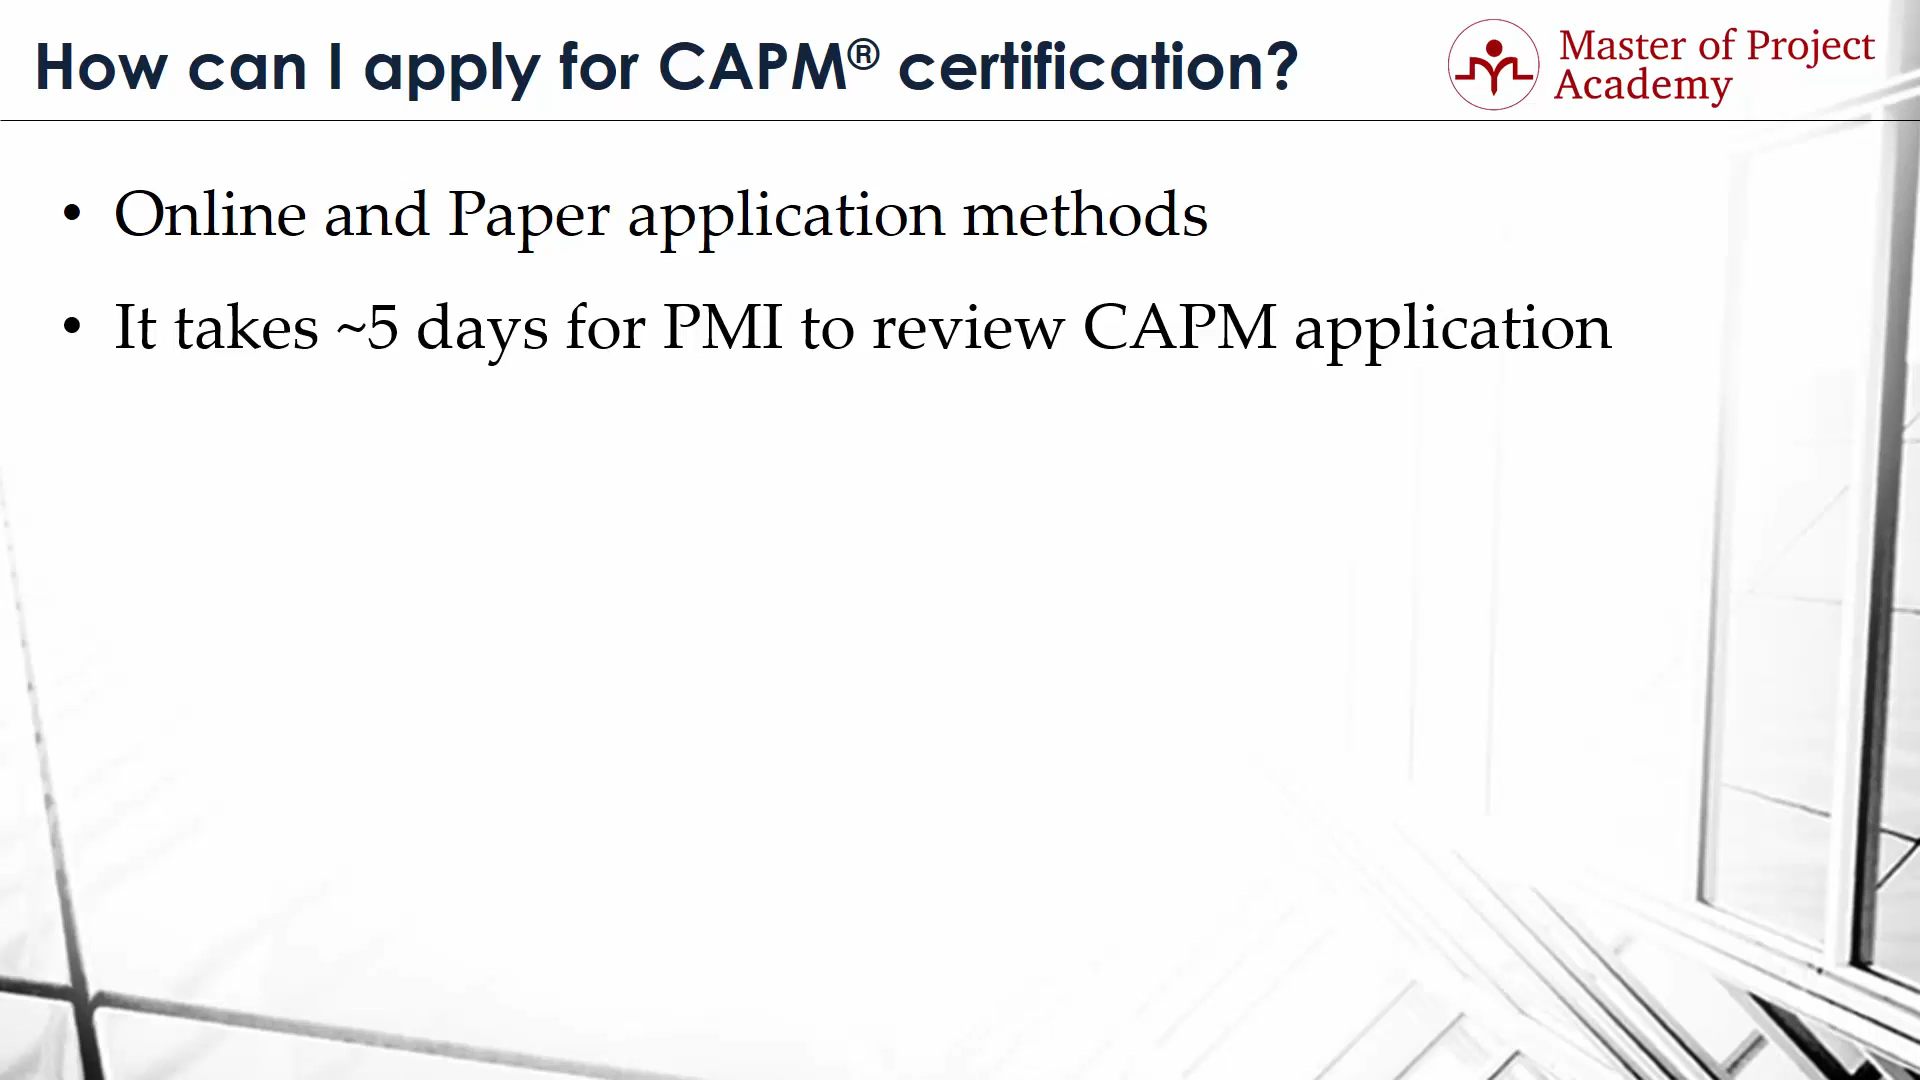 How can I apply for CAPM® certification?
Master of Project
Academy
• Online and Paper application methods
• It takes ~5 days for PMI to review CAPM application